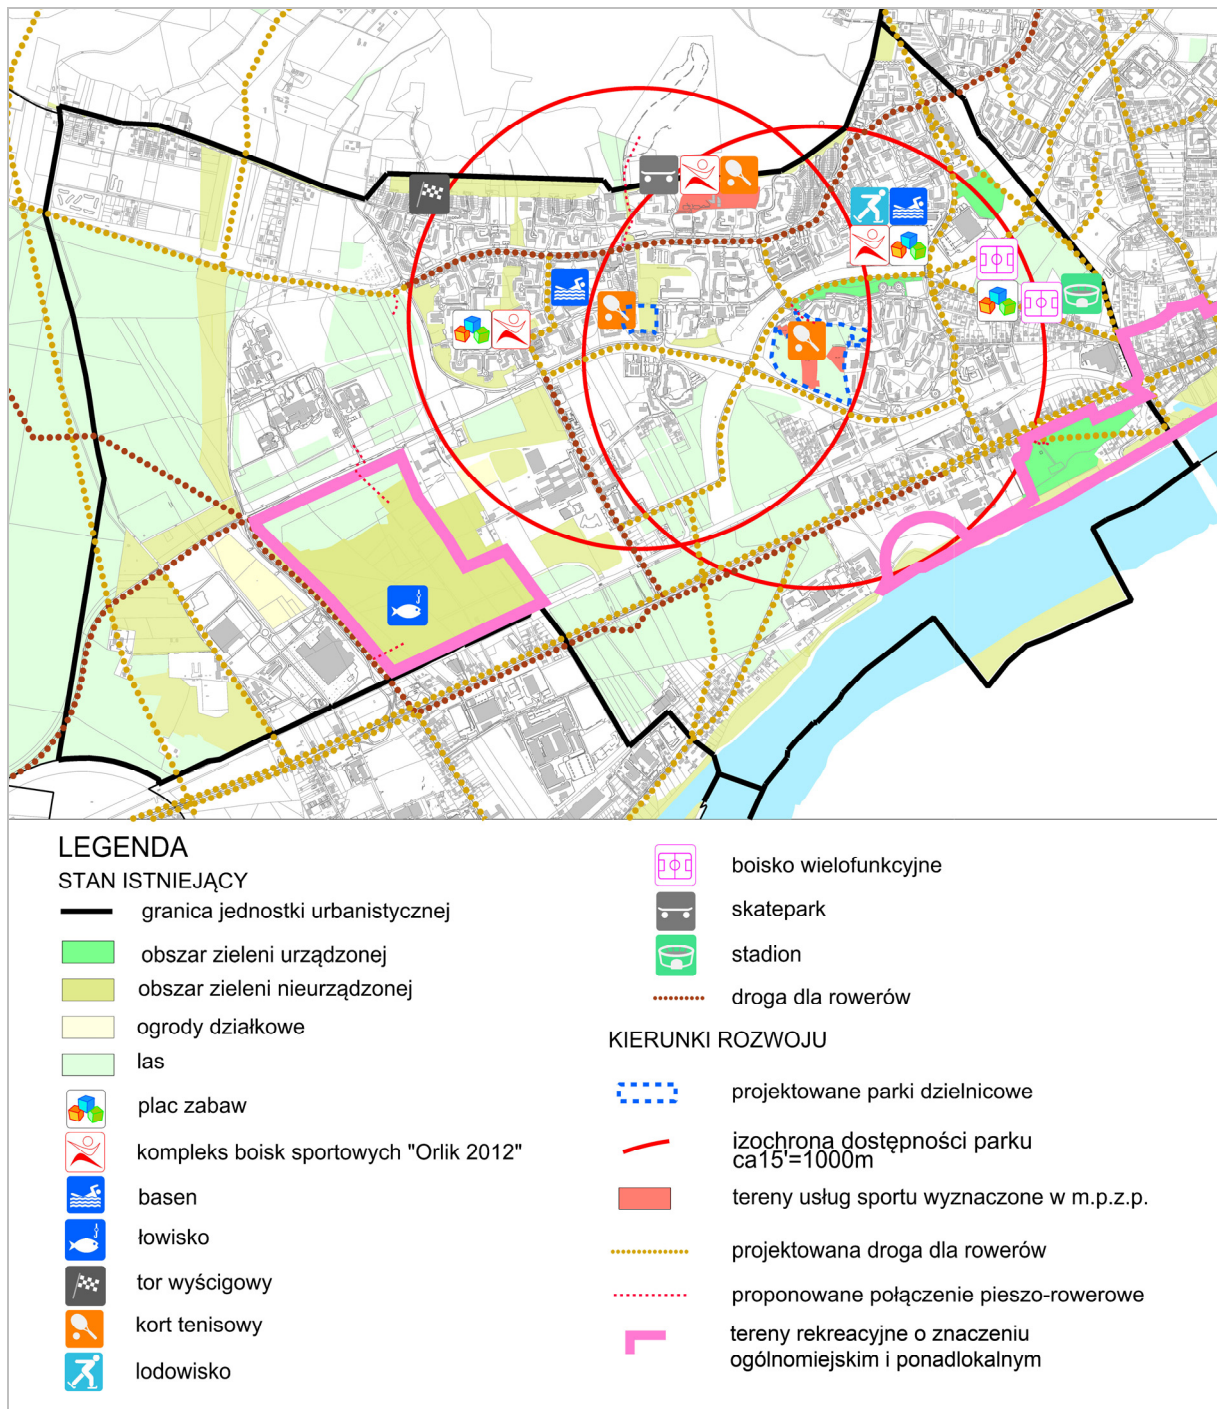 LEGENDA
STAN ISTNIEJĄCY
granica jednostki urbanistycznej
obszar zieleni urządzonej
obszar zieleni nieurządzonej
ogrody działkowe
las
plac zabaw
kompleks boisk sportowych "Orlik 2012"
basen
łowisko
tor wyścigowy
kort tenisowy
lodowisko
boisko wielofunkcyjne
skatepark
stadion
droga dla rowerów
KIERUNKI ROZWOJU
projektowane parki dzielnicowe
izochrona dostępności parku
ca15'=1000m
tereny usług sportu wyznaczone w m.p.z.p.
projektowana droga dla rowerów
proponowane połączenie pieszo-rowerowe
tereny rekreacyjne o znaczeniu
ogólnomiejskim i ponadlokalnym